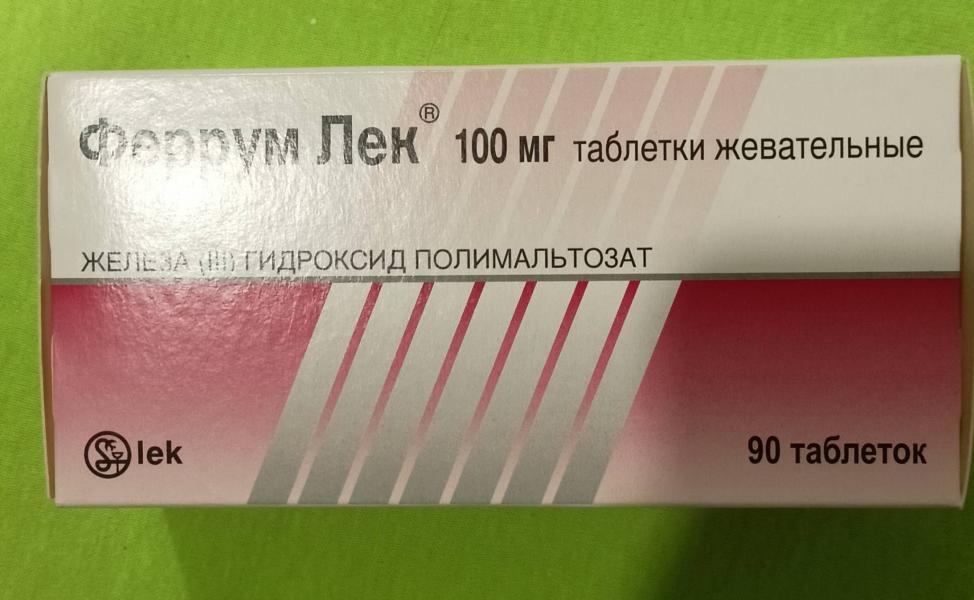 Феррум Лек® 100 мг таблетки жевательные
ЖЕЛЕЗА (III) ГИДРОКСИД ПОЛИМАЛЬТОЗАТ
lek
90 таблеток